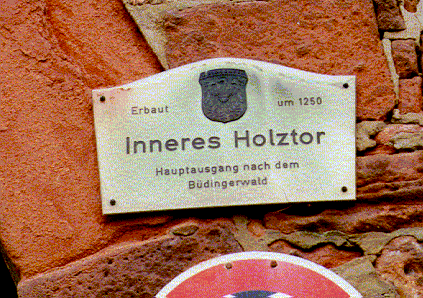 Erbaut um 1250
Inneres Holztor
Hauptausgang nach dem
Büdingerwald